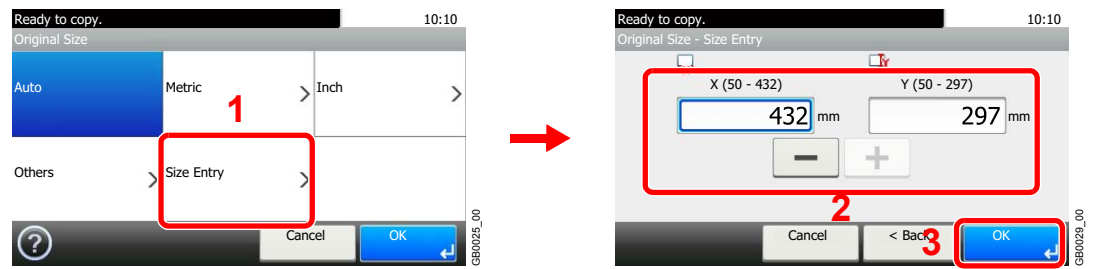 Ready to copy. 10:10
Original Size
Auto
Metric
Inch
1
Others
Size Entry
?
Cancel
OK
GB0025_00
Ready to copy. 10:10
Original Size - Size Entry
Y
X (50 - 432) Y (50 - 297)
432 mm 297 mm
2
Cancel
< Back
3
OK
GB0029_00